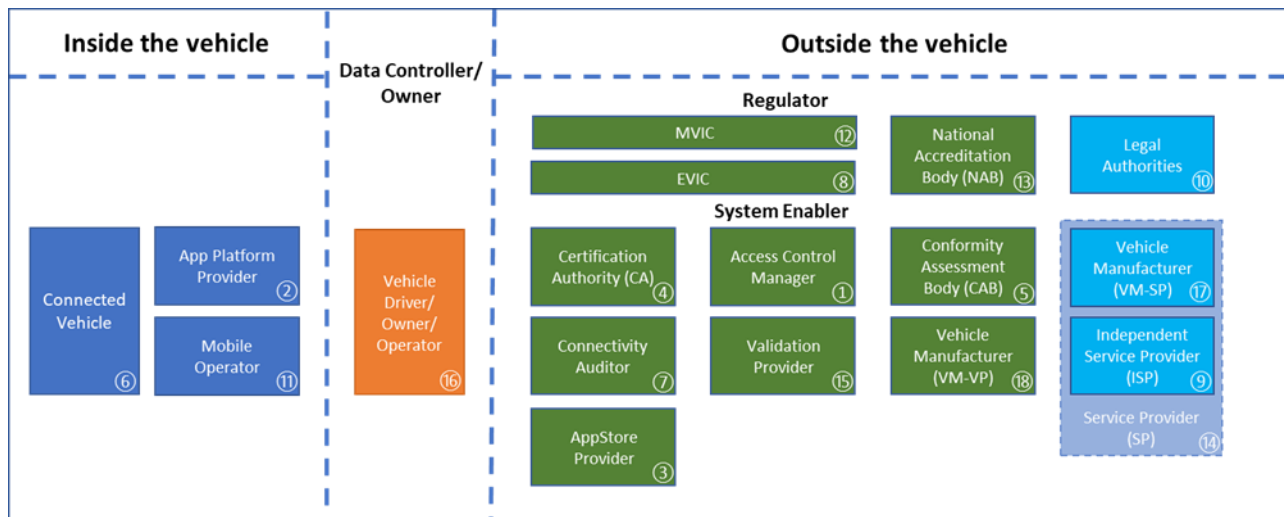 Inside the vehicle
Data Controller/
Owner
Outside the vehicle
Regulator
MVIC
⑫
EVIC
⑧
National
Accreditation
Body (NAB)
⑬
Legal
Authorities
⑩
System Enabler
Connected
Vehicle
⑥
App Platform
Provider
②
Mobile
Operator
⑪
Vehicle
Driver/
Owner/
Operator
⑯
Certification
Authority (CA)
④
Access Control
Manager
①
Conformity
Assessment
Body (CAB)
⑤
Vehicle
Manufacturer
(VM-SP)
⑰
Connectivity
Auditor
⑦
Validation
Provider
⑮
Vehicle
Manufacturer
(VM-VP)
⑱
Independent
Service Provider
(ISP)
⑨
AppStore
Provider
③
Service Provider
(SP)
⑭